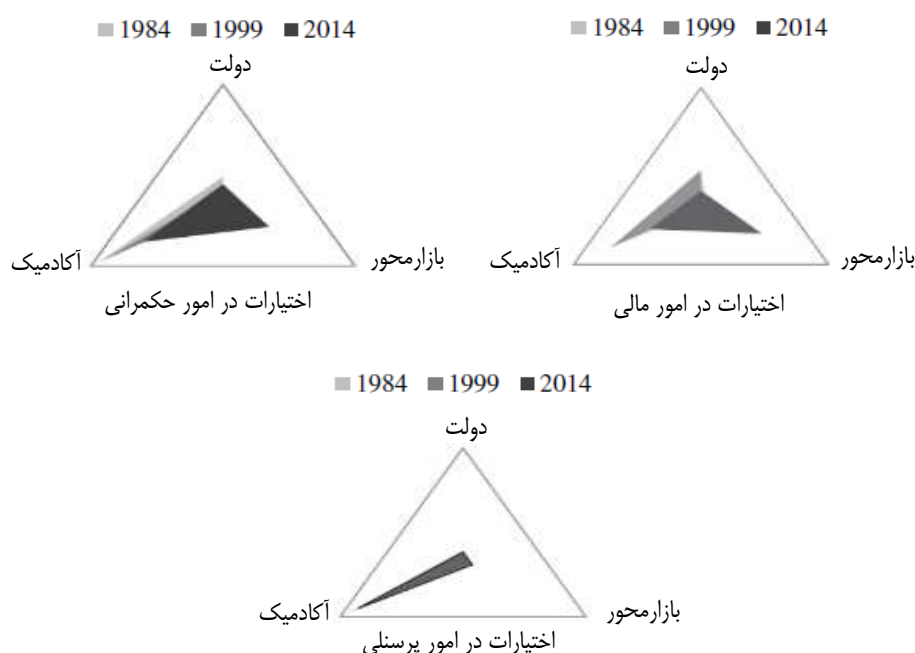 1984 1999 2014
دولت
آکادمیک
بازارمحور
اختیارات در امور حکمرانی
1984 1999 2014
دولت
آکادمیک
بازارمحور
اختیارات در امور مالی
1984 1999 2014
دولت
آکادمیک
بازارمحور
اختیارات در امور پرسنلی